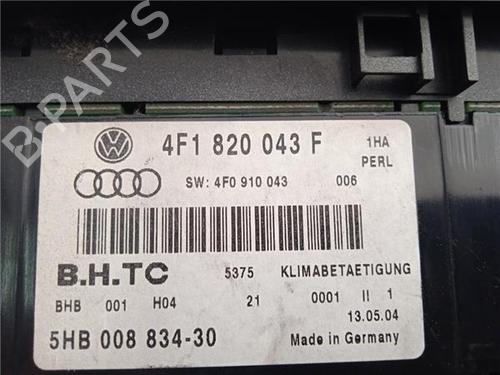 4F1 820 043 F
1HA
PERL
SW: 4F0 910 043 006
B.H.TC 5375 KLIMABETAETIGUNG
BHB 001 H04 21 0001 II 1
13.05.04
5HB 008 834-30 Made in Germany
B-PARTS